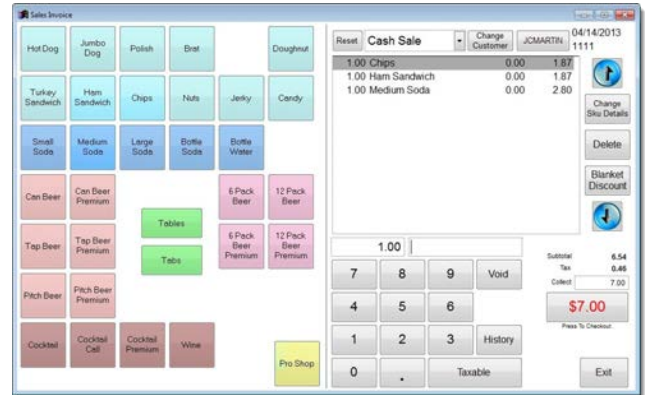 Sales Invoice
Hot Dog
Jumbo
Dog
Polish
Brat
Doughnut
Turkey
Sandwich
Ham
Sandwich
Chips
Nuts
Jerky
Candy
Small
Soda
Medium
Soda
Large
Soda
Bottle
Soda
Bottle
Water
Can Beer
Can Beer
Premium
6 Pack
Beer
12 Pack
Beer
Tables
Tap Beer
Tap Beer
Premium
Tabs
6 Pack
Beer
Premium
12 Pack
Beer
Premium
Pitch Beer
Pitch Beer
Premium
Cocktail
Cocktail
Call
Cocktail
Premium
Wine
Pro Shop
Reset
Cash Sale
Change
Customer
JCMARTIN
04/14/2013
1111
1.00 Chips 0.00 1.87
1.00 Ham Sandwich 0.00 1.87
1.00 Medium Soda 0.00 2.80
Change
Sku Details
Delete
Blanket
Discount
1.00
Subtotal 6.54
Tax 0.46
Collect 7.00
$7.00
Press To Checkout
7 8 9 Void
4 5 6
1 2 3 History
0 . Taxable
Exit